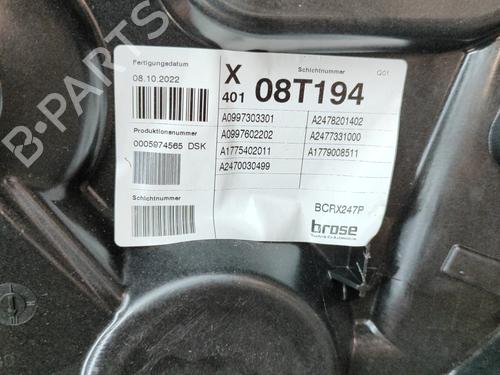 Fertigungsdatum
08.10.2022
X
401
Schichtnummer
G01
08T194
Produktionsnummer
0005974565 DSK
A0997303301
A2478201402
A0997602202
A2477331000
A1775402011
A1779008511
A2470030499
Schichtnummer
BCRX247P
brose